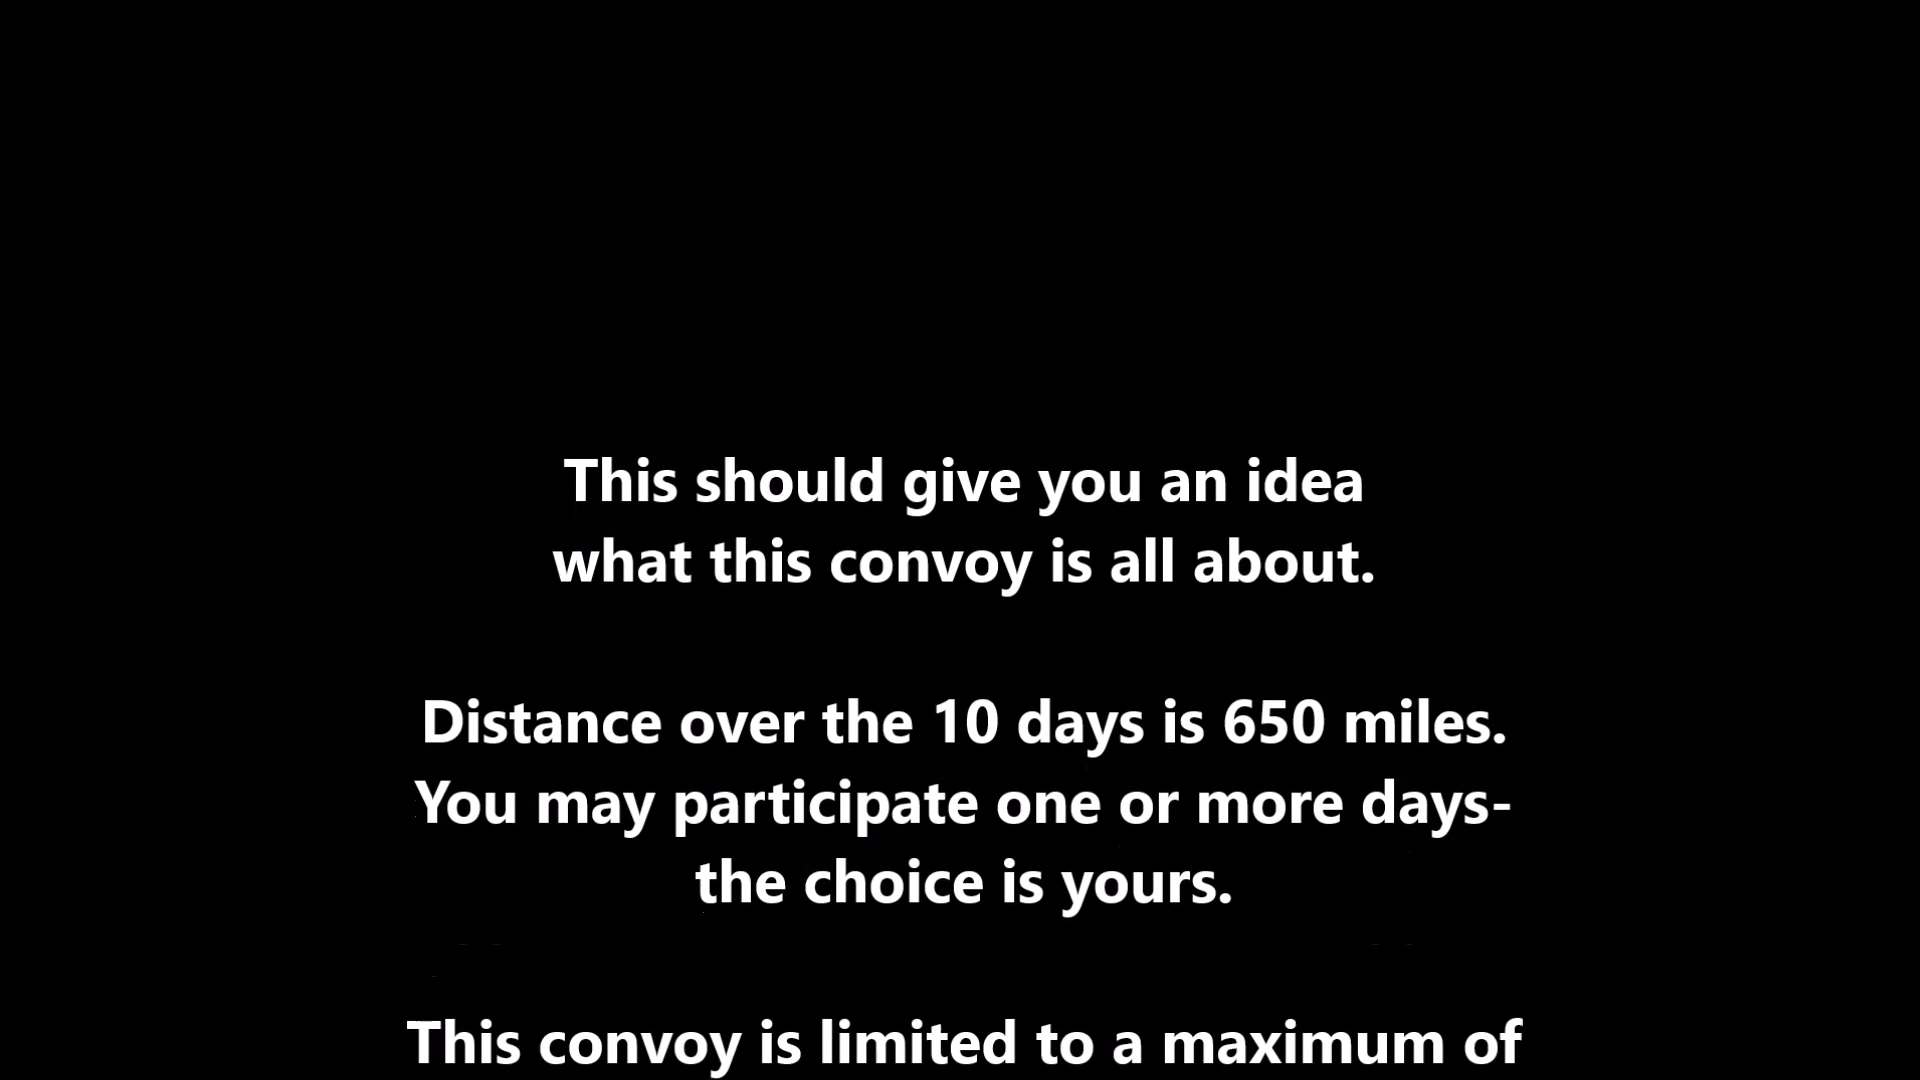 This should give you an idea
what this convoy is all about.
Distance over the 10 days is 650 miles.
You may participate one or more days-
the choice is yours.
This convoy is limited to a maximum of